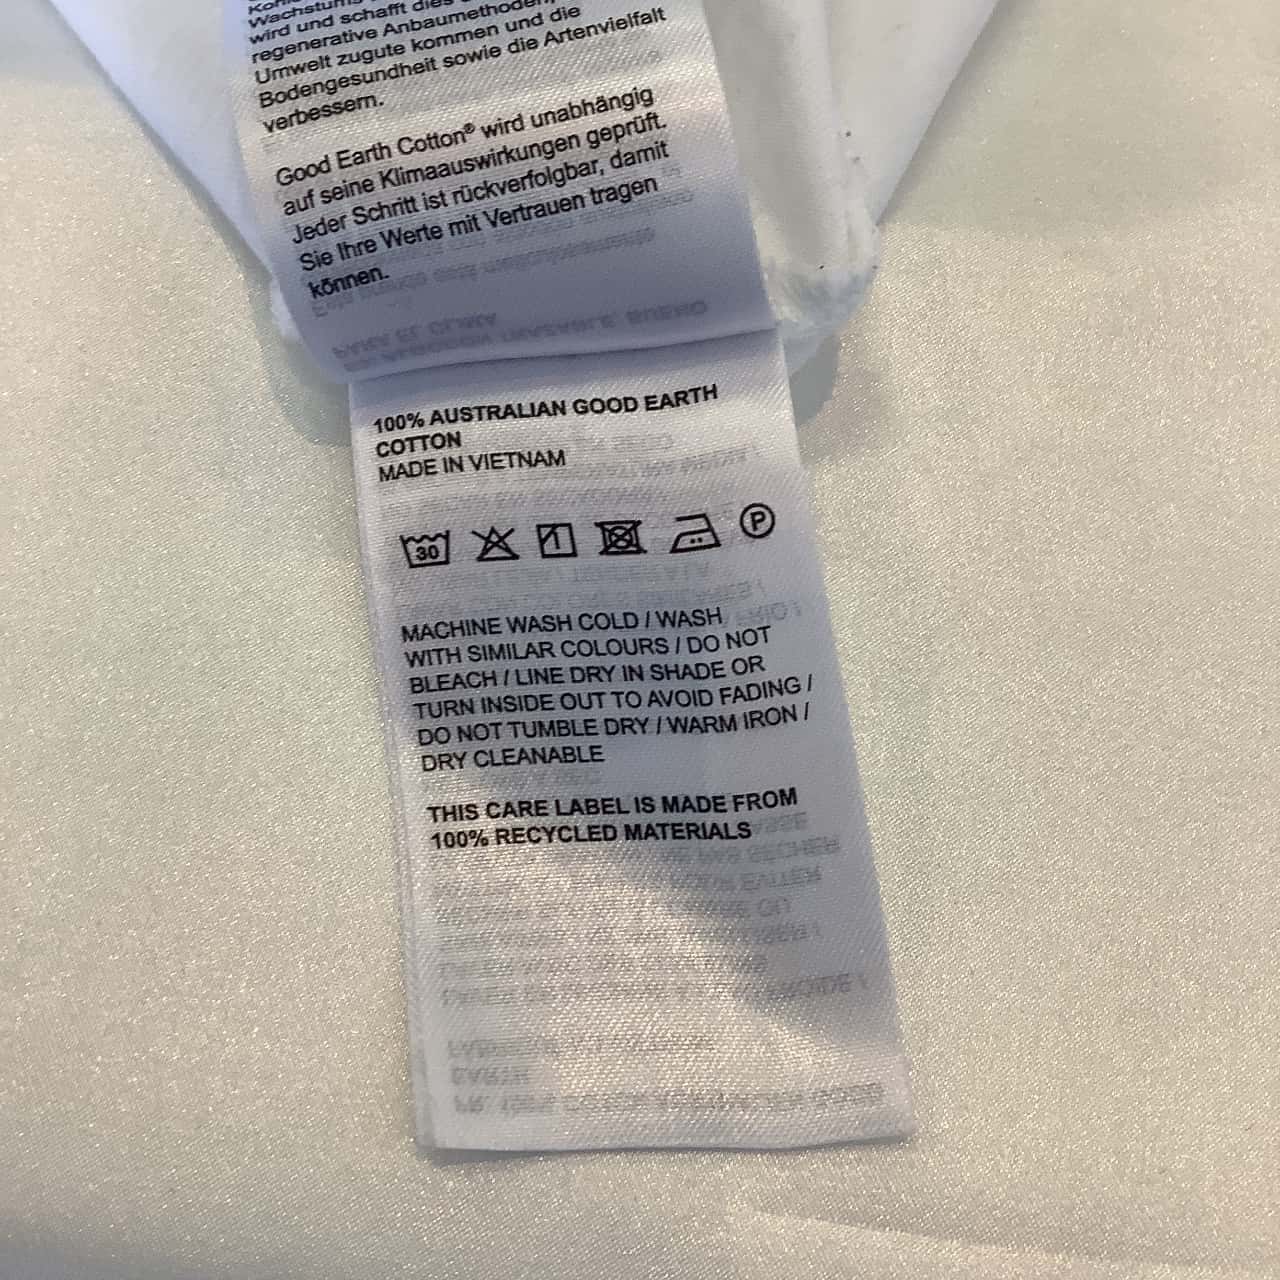 wird und schafft dies
regenerative Anbaumethoden,
Umwelt zugute kommen und die
Bodengesundheit sowie die Artenvielfalt
verbessern.
Good Earth Cotton® wird unabhängig
auf seine Klimaauswirkungen geprüft.
Jeder Schritt ist rückverfolgbar, damit
Sie Ihre Werte mit Vertrauen tragen
können.
100% AUSTRALIAN GOOD EARTH
COTTON
MADE IN VIETNAM
30 P
MACHINE WASH COLD / WASH
WITH SIMILAR COLOURS / DO NOT
BLEACH / LINE DRY IN SHADE OR
TURN INSIDE OUT TO AVOID FADING /
DO NOT TUMBLE DRY / WARM IRON /
DRY CLEANABLE
THIS CARE LABEL IS MADE FROM
100% RECYCLED MATERIALS